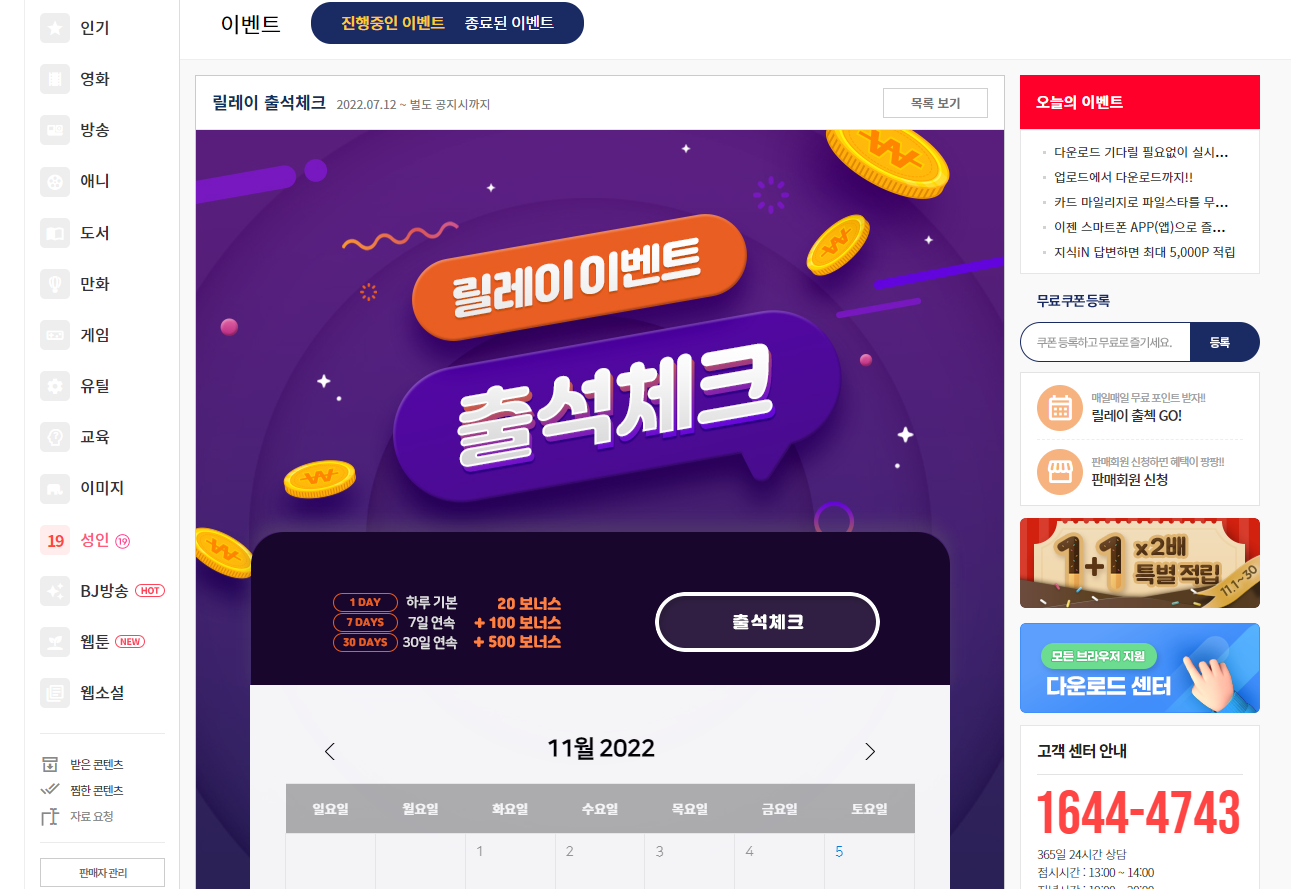 인기
영화
방송
애니
도서
만화
게임
유틸
교육
이미지
19 성인 19
BJ방송 HOT
웹툰 NEW
웹소설
받은 콘텐츠
찜한 콘텐츠
자료 요청
판매자 관리
이벤트
진행중인 이벤트 종료된 이벤트
릴레이 출석체크 2022.07.12 ~ 별도 공지시까지
목록 보기
릴레이 이벤트
출석체크
1 DAY 하루 기본 20 보너스
7 DAYS 7일 연속 + 100 보너스
30 DAYS 30일 연속 + 500 보너스
출석체크
11월 2022
일요일 월요일 화요일 수요일 목요일 금요일 토요일
1 2 3 4 5
오늘의 이벤트
다운로드 기다릴 필요없이 실시...
업로드에서 다운로드까지!!
카드 마일리지로 파일스타를 무...
이젠 스마트폰 APP(앱)으로 즐...
지식iN 답변하면 최대 5,000P 적립
무료 쿠폰 등록
쿠폰 등록하고 무료로 즐기세요. 등록
매일매일 무료 포인트 받자!!
릴레이 출첵 GO!
판매회원 신청하면 혜택이 팡팡!!
판매회원 신청
1+1 x2배
특별 적립
11.1~30
모든 브라우저 지원
다운로드 센터
고객 센터 안내
1644-4743
365일 24시간 상담
점시시간 : 13:00 ~ 14:00
저녁시간 : 19:00 ~ 20:00